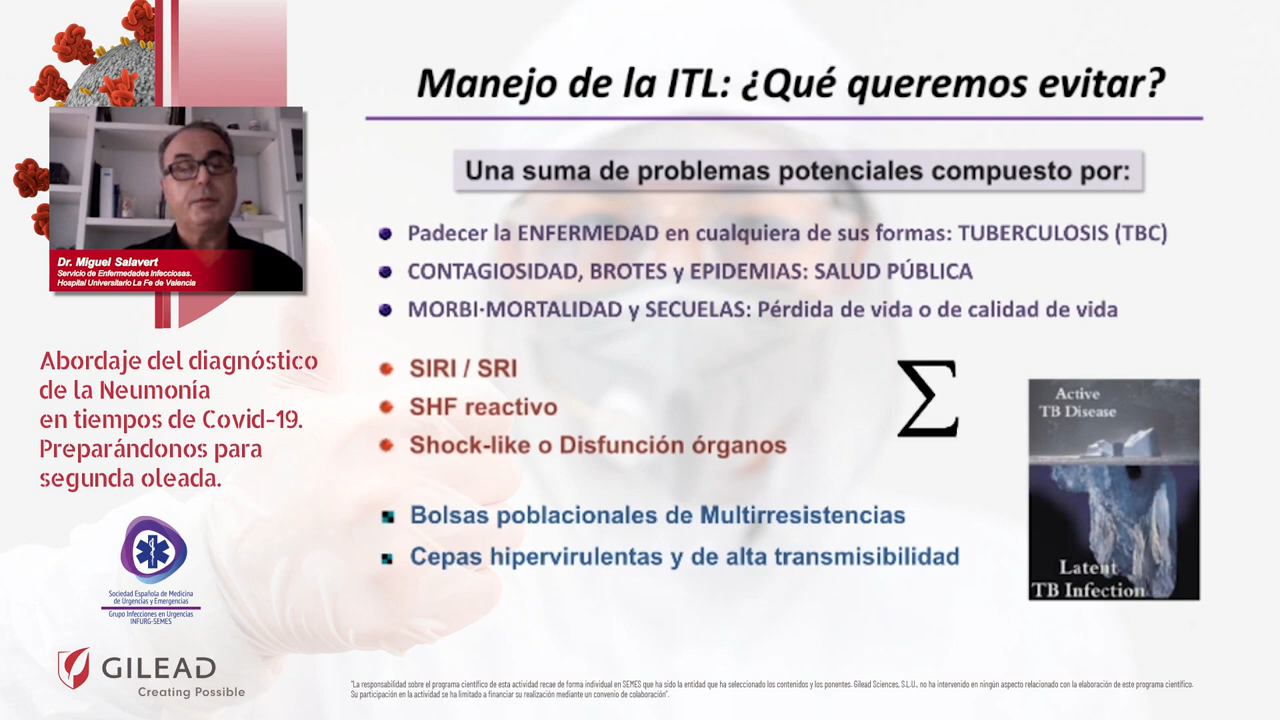 Manejo de la ITL: ¿Qué queremos evitar?
Una suma de problemas potenciales compuesto por:
Padecer la ENFERMEDAD en cualquiera de sus formas: TUBERCULOSIS (TBC)
CONTAGIOSIDAD, BROTES y EPIDEMIAS: SALUD PÚBLICA
MORBI-MORTALIDAD y SECUELAS: Pérdida de vida o de calidad de vida
SIRI / SRI
SHF reactivo
Shock-like o Disfunción órganos
Σ
Bolsas poblacionales de Multirresistencias
Cepas hipervirulentas y de alta transmisibilidad
Active
TB Disease
Latent
TB Infection
Dr. Miguel Salavert
Servicio de Enfermedades Infecciosas.
Hospital Universitario La Fe de Valencia
Abordaje del diagnóstico
de la Neumonía
en tiempos de Covid-19.
Preparándonos para
segunda oleada.
Sociedad Española de Medicina
de Urgencias y Emergencias
Grupo Infecciones en Urgencias
INFURG-SEMES
GILEAD
Creating Possible
"La responsabilidad sobre el programa científico de esta actividad recae de forma individual en SEMES que ha sido la entidad que ha seleccionado los contenidos y los ponentes. Gilead Sciences, S.L.U., no ha intervenido en ningún aspecto relacionado con la elaboración de este programa científico.
Su participación en la actividad se ha limitado a financiar su realización mediante un convenio de colaboración".